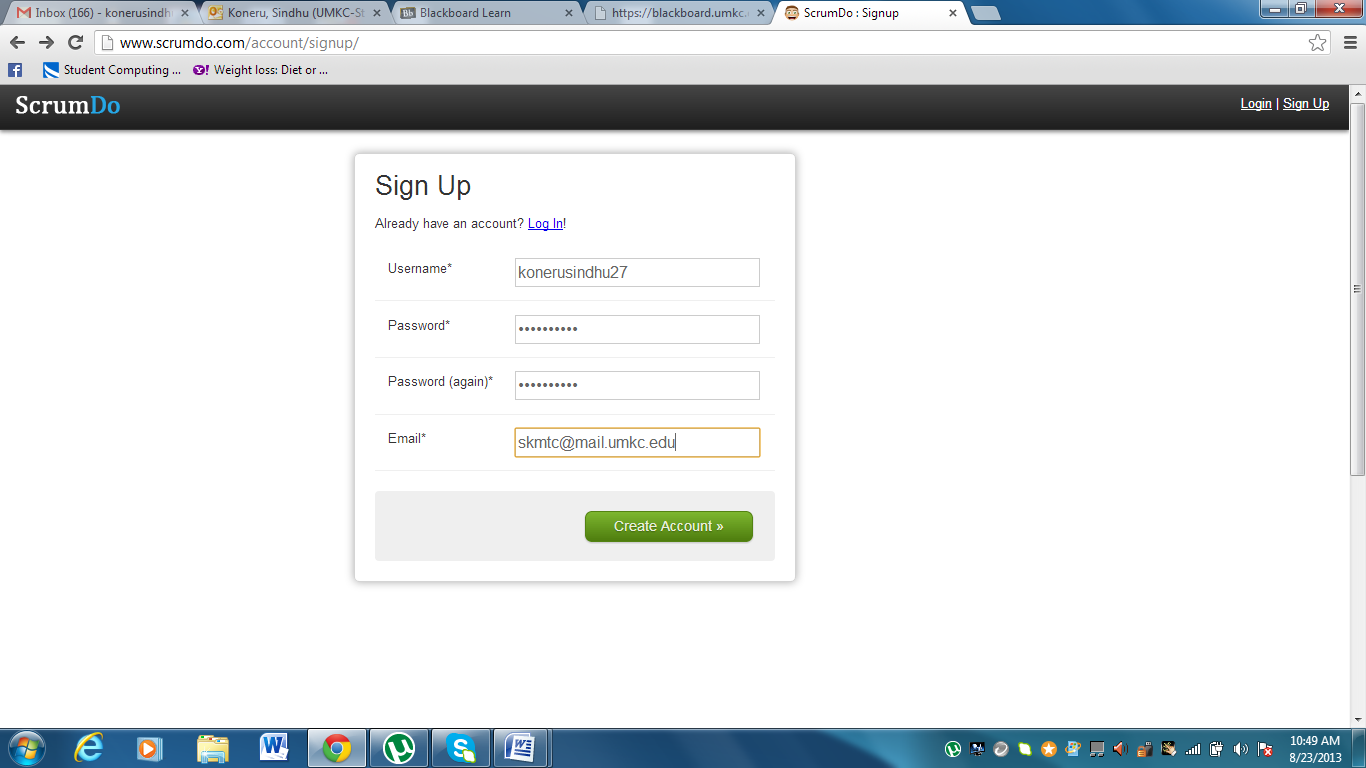 Inbox (166) - konerusindh
Koneru, Sindhu (UMKC-St
Blackboard Learn
https://blackboard.umkc.
ScrumDo : Signup
www.scrumdo.com/account/signup/
Student Computing ...
Weight loss: Diet or ...
ScrumDo
Login | Sign Up
Sign Up
Already have an account? Log In!
Username*
konerusindhu27
Password*
••••••••••
Password (again)*
••••••••••
Email*
skmtc@mail.umkc.edu
Create Account »
10:49 AM
8/23/2013